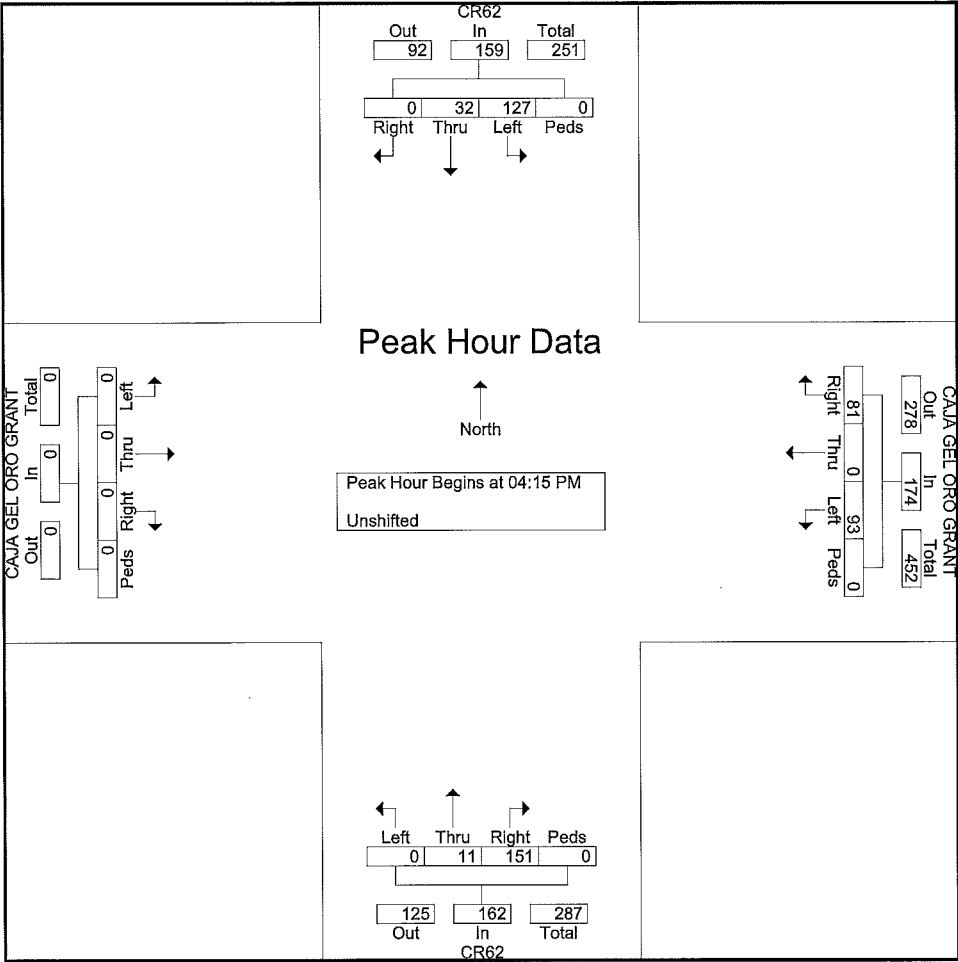 CR62
Out In Total
92 159 251
0 32 127 0
Right Thru Left Peds
Peak Hour Data
North
Peak Hour Begins at 04:15 PM
Unshifted
CAJA GEL ORO GRANT
Out In Total
278 174 452
Right Thru Left Peds
81 0 93 0
CAJA GEL ORO GRANT
Out In Total
0 0 0
0 0 0 0
Left Thru Right Peds
Left Thru Right Peds
0 11 151 0
125 162 287
Out In Total
CR62